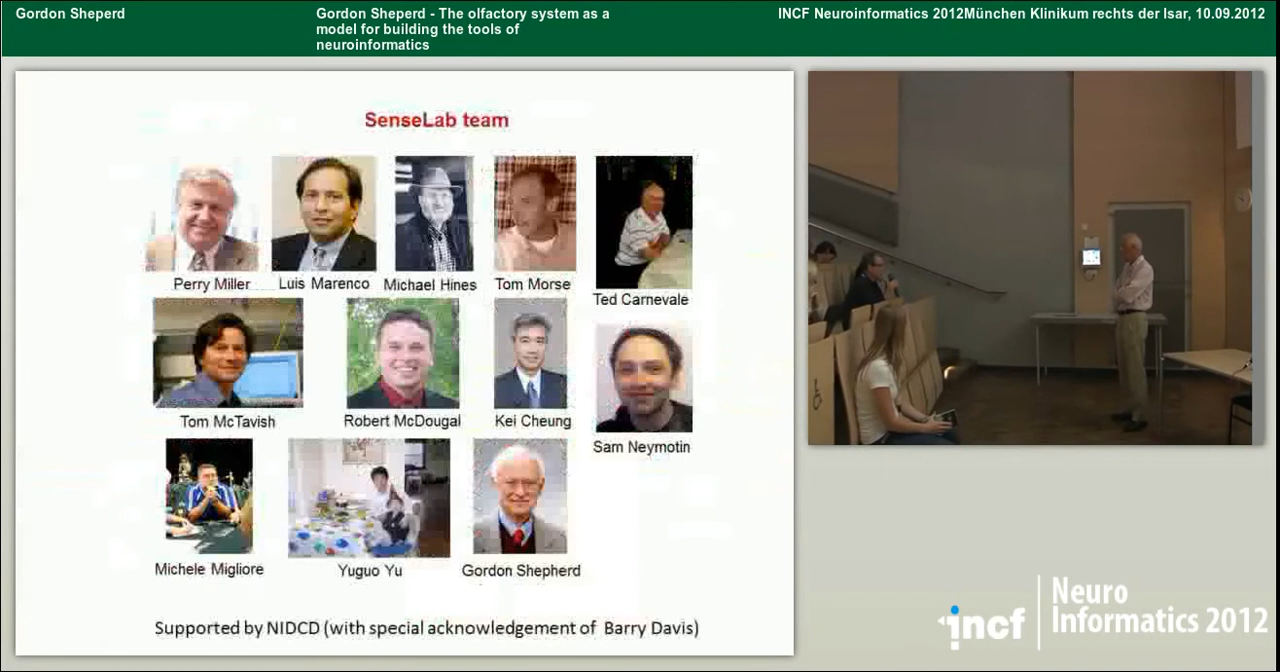 Gordon Sheperd
Gordon Sheperd - The olfactory system as a
model for building the tools of
neuroinformatics
INCF Neuroinformatics 2012München Klinikum rechts der Isar, 10.09.2012
SenseLab team
Perry Miller
Luis Marenco
Michael Hines
Tom Morse
Ted Carnevale
Tom McTavish
Robert McDougal
Kei Cheung
Sam Neymotin
Michele Migliore
Yuguo Yu
Gordon Shepherd
Supported by NIDCD (with special acknowledgement of Barry Davis)
incf
Neuro
Informatics 2012